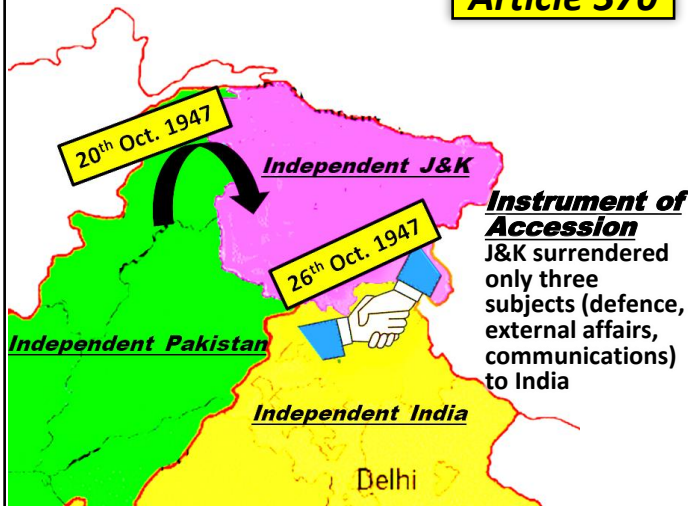 Article 370
20th Oct. 1947
Independent J&K
Instrument of
Accession
J&K surrendered
only three
subjects (defence,
external affairs,
communications)
to India
26th Oct. 1947
Independent Pakistan
Independent India
Delhi